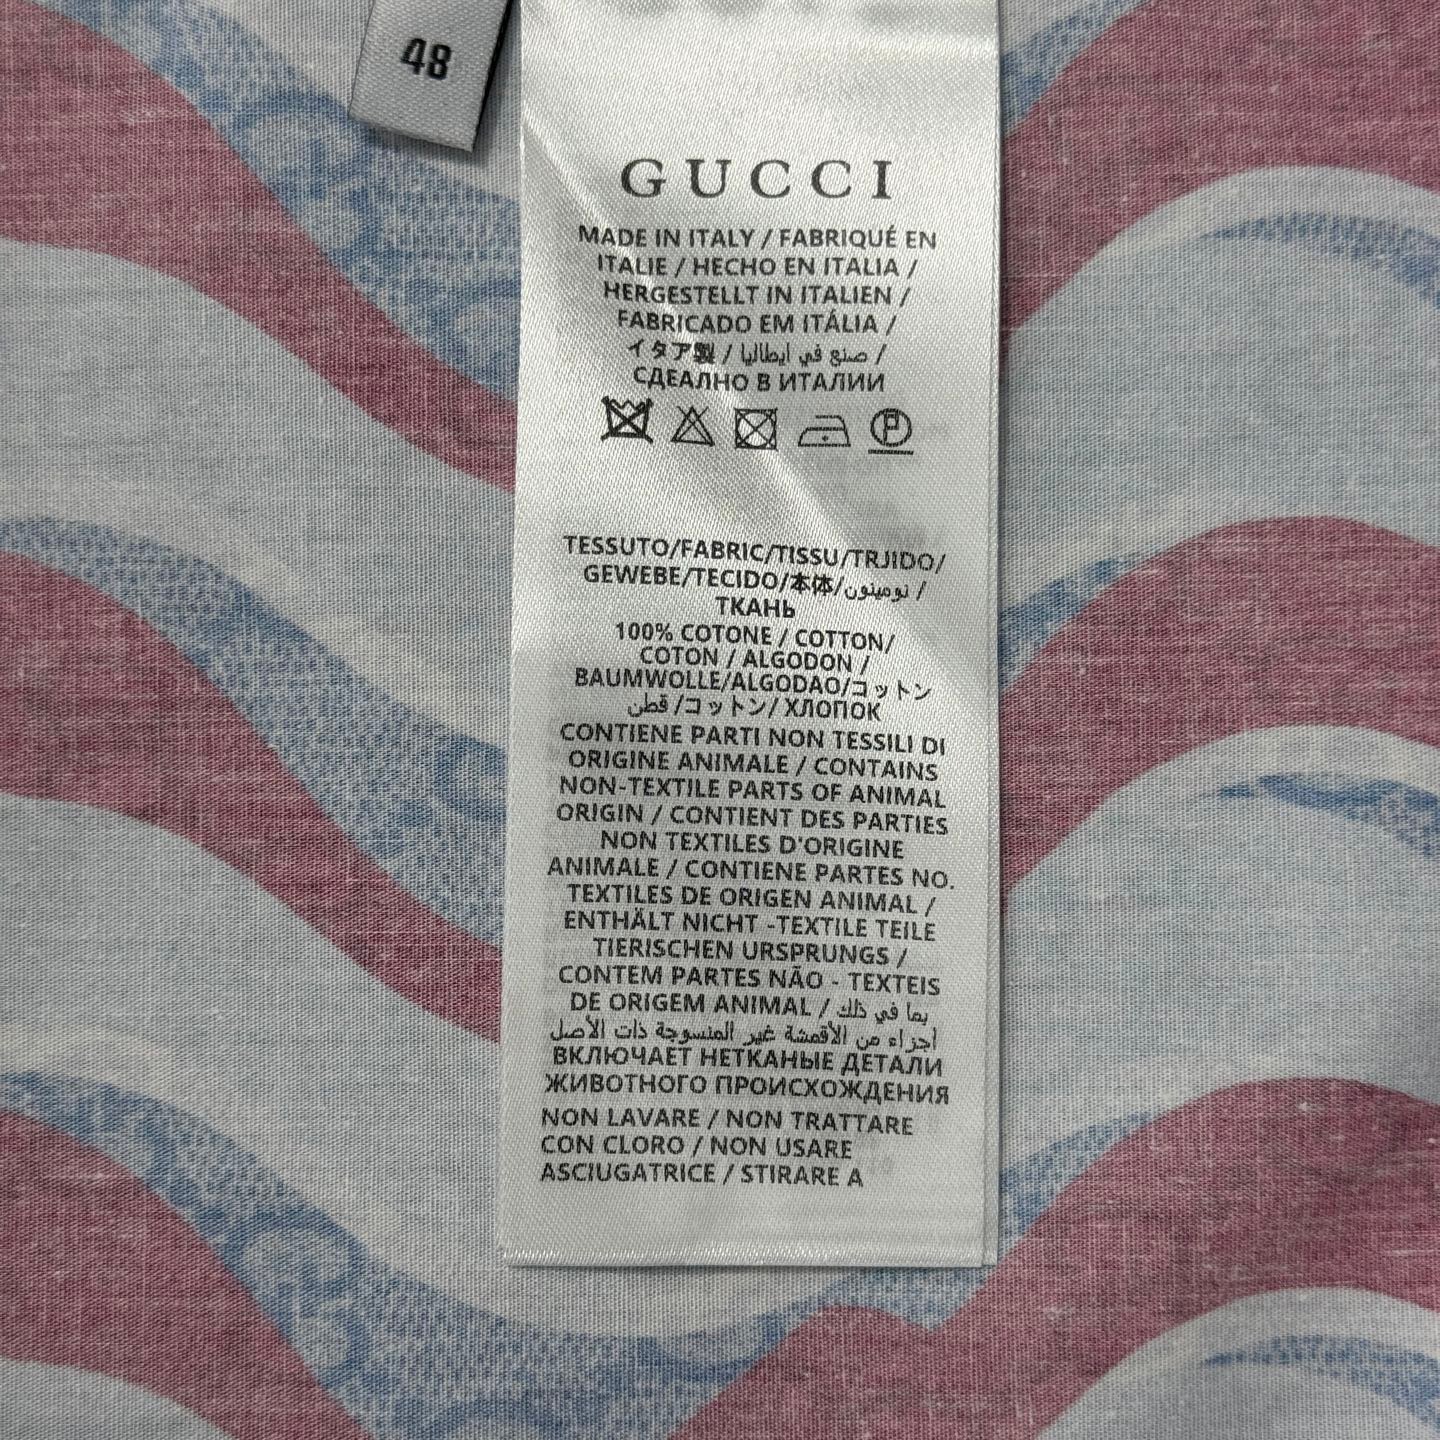 48
GUCCI
MADE IN ITALY / FABRIQUÉ EN
ITALIE / HECHO EN ITALIA /
HERGESTELLT IN ITALIEN /
FABRICADO EM ITÁLIA /
イタア製 / صنع في ايطاليا /
СДЕАЛНО В ИТАЛИИ
P
TESSUTO/FABRIC/TISSU/TRJIDO/
GEWEBE/TECIDO/本体/نومينون /
ТКАНЬ
100% COTONE / COTTON/
COTON / ALGODON /
BAUMWOLLE/ALGODAO/コットン
قطن /コットン/ ХЛОПОК
CONTIENE PARTI NON TESSILI DI
ORIGINE ANIMALE / CONTAINS
NON-TEXTILE PARTS OF ANIMAL
ORIGIN / CONTIENT DES PARTIES
NON TEXTILES D'ORIGINE
ANIMALE / CONTIENE PARTES NO.
TEXTILES DE ORIGEN ANIMAL /
ENTHÄLT NICHT -TEXTILE TEILE
TIERISCHEN URSPRUNGS /
CONTEM PARTES NÃO - TEXTEIS
DE ORIGEM ANIMAL / بما في ذلك
أجزاء من الأقمشة غير المنسوجة ذات الأصل
ВКЛЮЧАЕТ НЕТКАНЫЕ ДЕТАЛИ
ЖИВОТНОГО ПРОИСХОЖДЕНИЯ
NON LAVARE / NON TRATTARE
CON CLORO / NON USARE
ASCIUGATRICE / STIRARE A